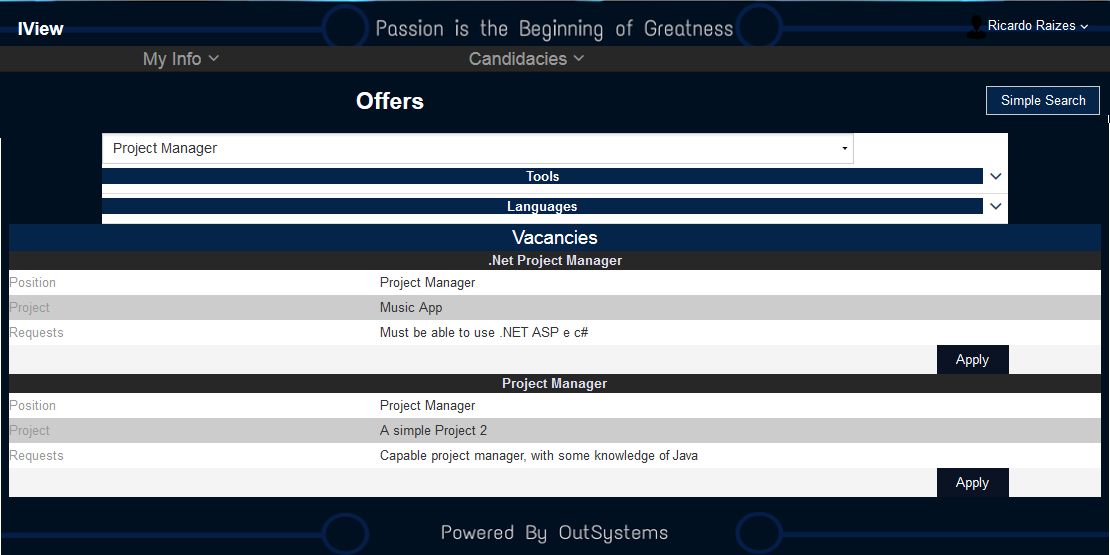 IView
Passion is the Beginning of Greatness
Ricardo Raizes
My Info
Candidacies
Offers
Simple Search
Project Manager
Tools
Languages
Vacancies
.Net Project Manager
Position Project Manager
Project Music App
Requests Must be able to use .NET ASP e c#
Apply
Project Manager
Position Project Manager
Project A simple Project 2
Requests Capable project manager, with some knowledge of Java
Apply
Powered By OutSystems